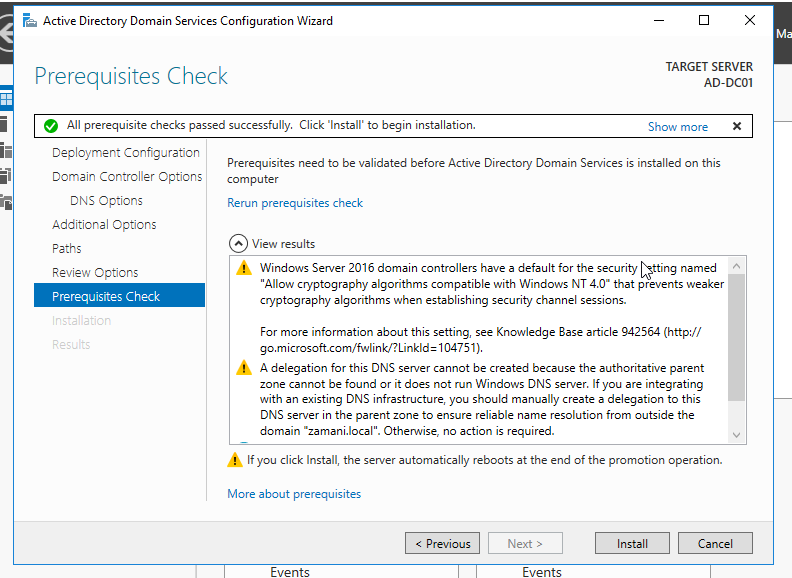 Active Directory Domain Services Configuration Wizard
Ma
Prerequisites Check
TARGET SERVER
AD-DC01
All prerequisite checks passed successfully. Click 'Install' to begin installation.
Show more
Deployment Configuration
Domain Controller Options
DNS Options
Additional Options
Paths
Review Options
Prerequisites Check
Installation
Results
Prerequisites need to be validated before Active Directory Domain Services is installed on this
computer
Rerun prerequisites check
View results
Windows Server 2016 domain controllers have a default for the security setting named
"Allow cryptography algorithms compatible with Windows NT 4.0" that prevents weaker
cryptography algorithms when establishing security channel sessions.
For more information about this setting, see Knowledge Base article 942564 (http://
go.microsoft.com/fwlink/?LinkId=104751).
A delegation for this DNS server cannot be created because the authoritative parent
zone cannot be found or it does not run Windows DNS server. If you are integrating
with an existing DNS infrastructure, you should manually create a delegation to this
DNS server in the parent zone to ensure reliable name resolution from outside the
domain "zamani.local". Otherwise, no action is required.
If you click Install, the server automatically reboots at the end of the promotion operation.
More about prerequisites
< Previous
Next >
Install
Cancel
Events
Events